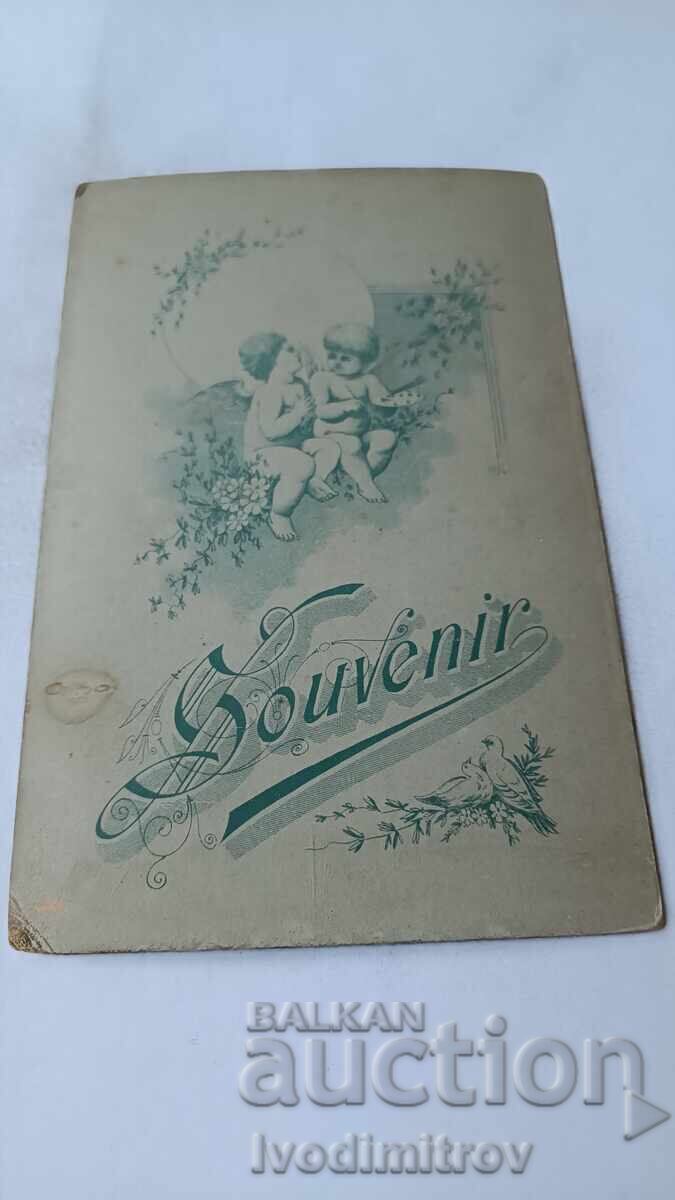 Souvenir
BALKAN
auction
Ivodimitrov